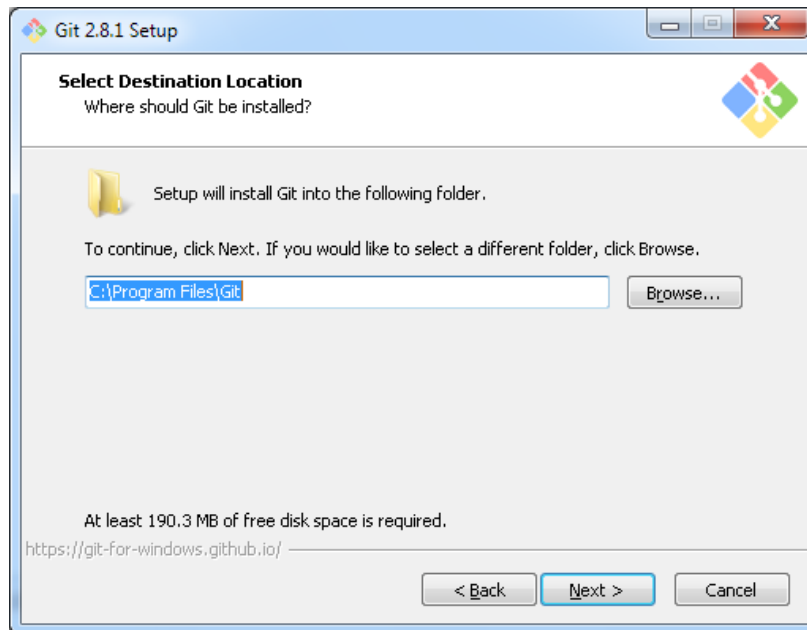 Git 2.8.1 Setup
Select Destination Location
Where should Git be installed?
Setup will install Git into the following folder.
To continue, click Next. If you would like to select a different folder, click Browse.
C:\Program Files\Git
Browse...
At least 190.3 MB of free disk space is required.
https://git-for-windows.github.io/
< Back
Next >
Cancel